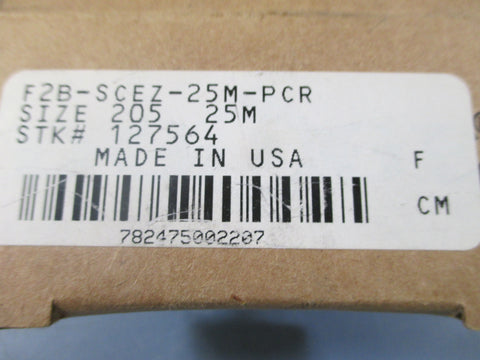 F2B-SCEZ-25M-PCR
SIZE 205 25M
STK# 127564
MADE IN USA F
CM
782475002207